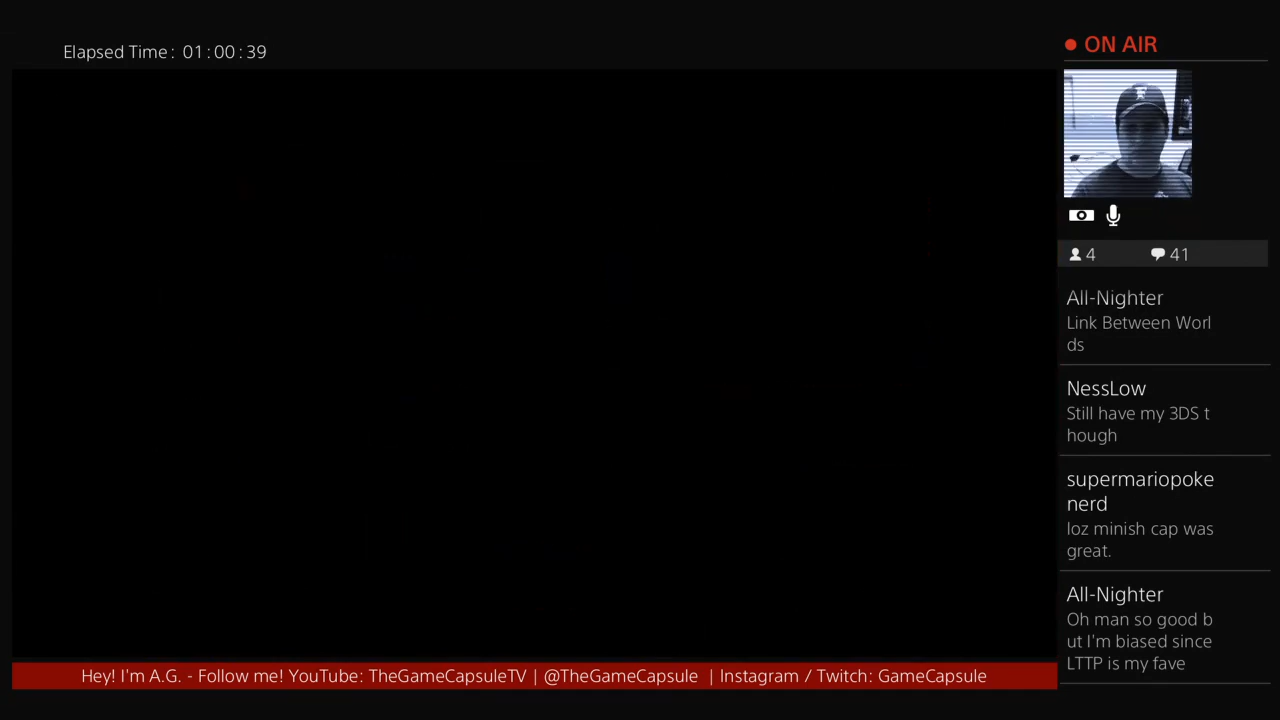 Elapsed Time: 01:00:39
ON AIR
4 41
All-Nighter
Link Between Worl
ds
NessLow
Still have my 3DS t
hough
supermariopoke
nerd
loz minish cap was
great.
All-Nighter
Oh man so good b
ut I'm biased since
LTTP is my fave
Hey! I'm A.G. - Follow me! YouTube: TheGameCapsuleTV | @TheGameCapsule | Instagram / Twitch: GameCapsule